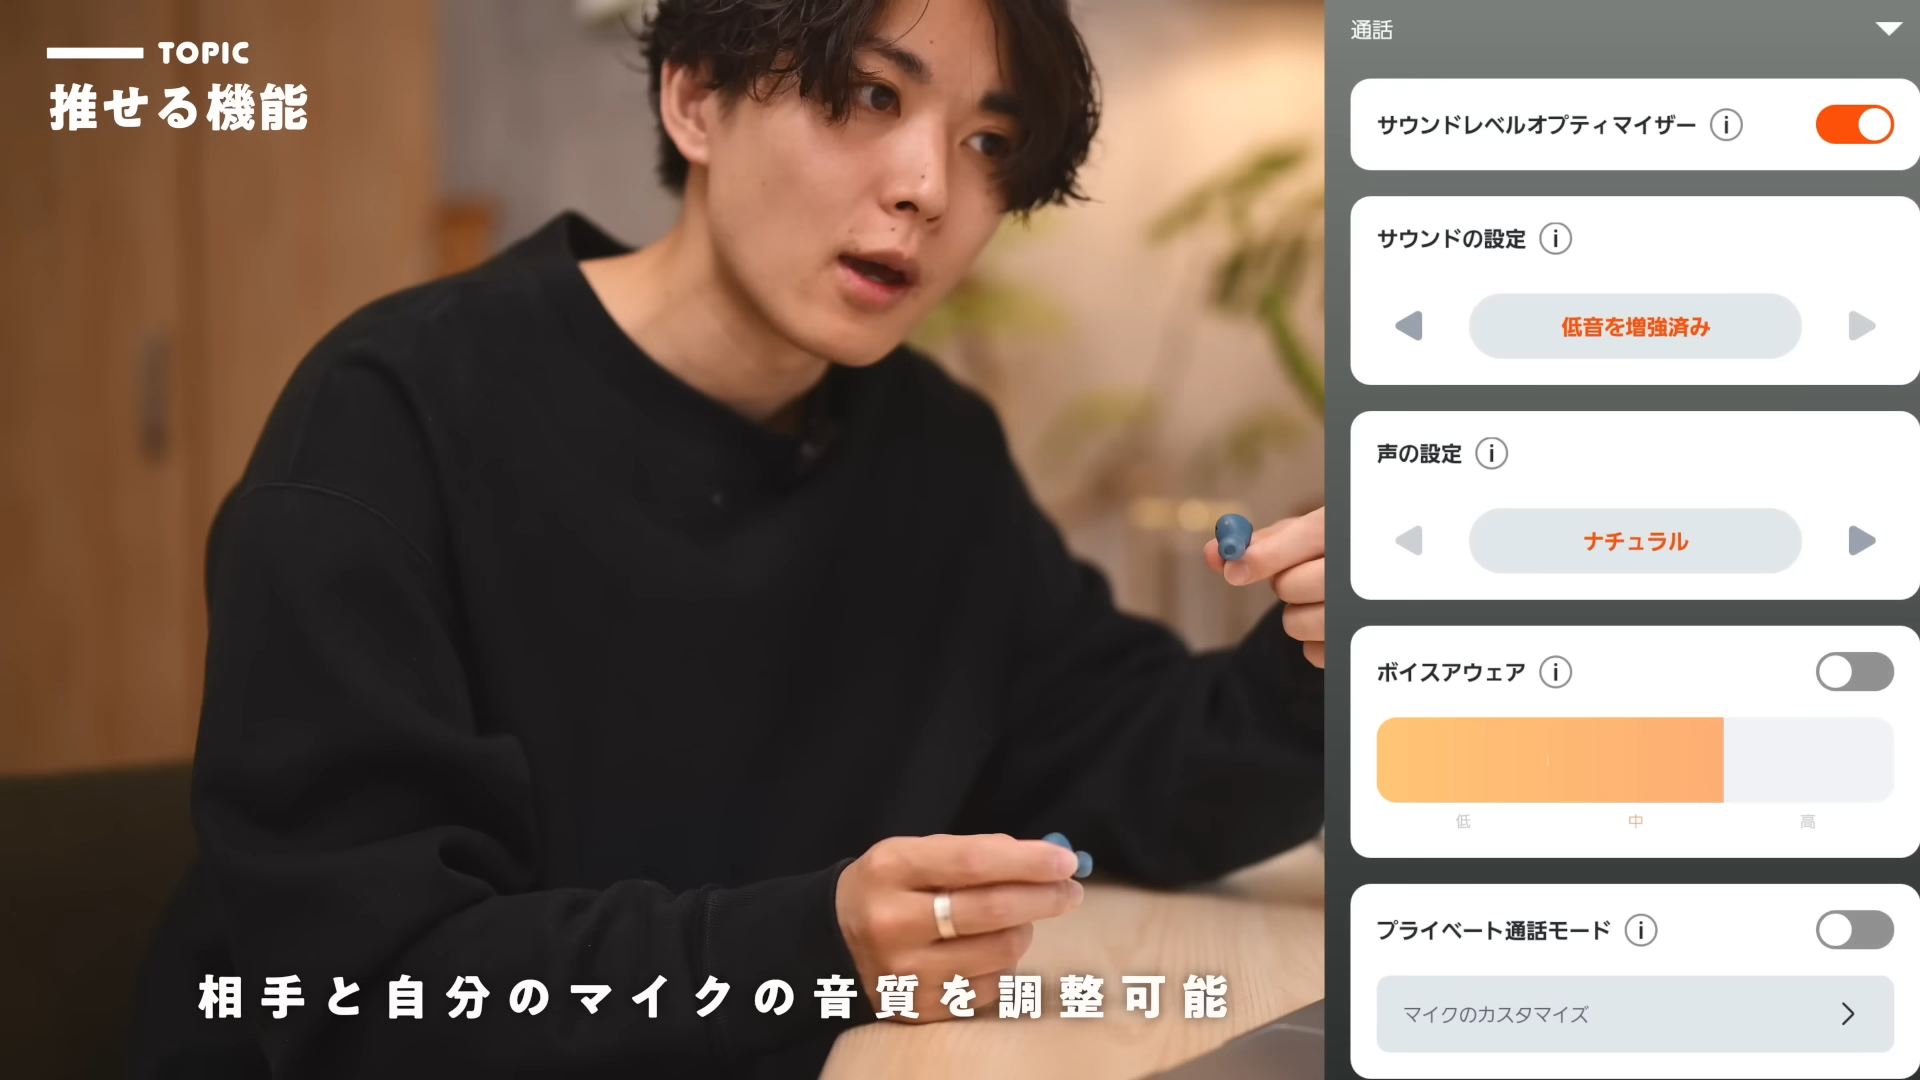 TOPIC
推せる機能
相手と自分のマイクの音質を調整可能
通話
サウンドレベルオプティマイザー i
サウンドの設定 i
低音を増強済み
声の設定 i
ナチュラル
ボイスアウェア i
低 中 高
プライベート通話モード i
マイクのカスタマイズ